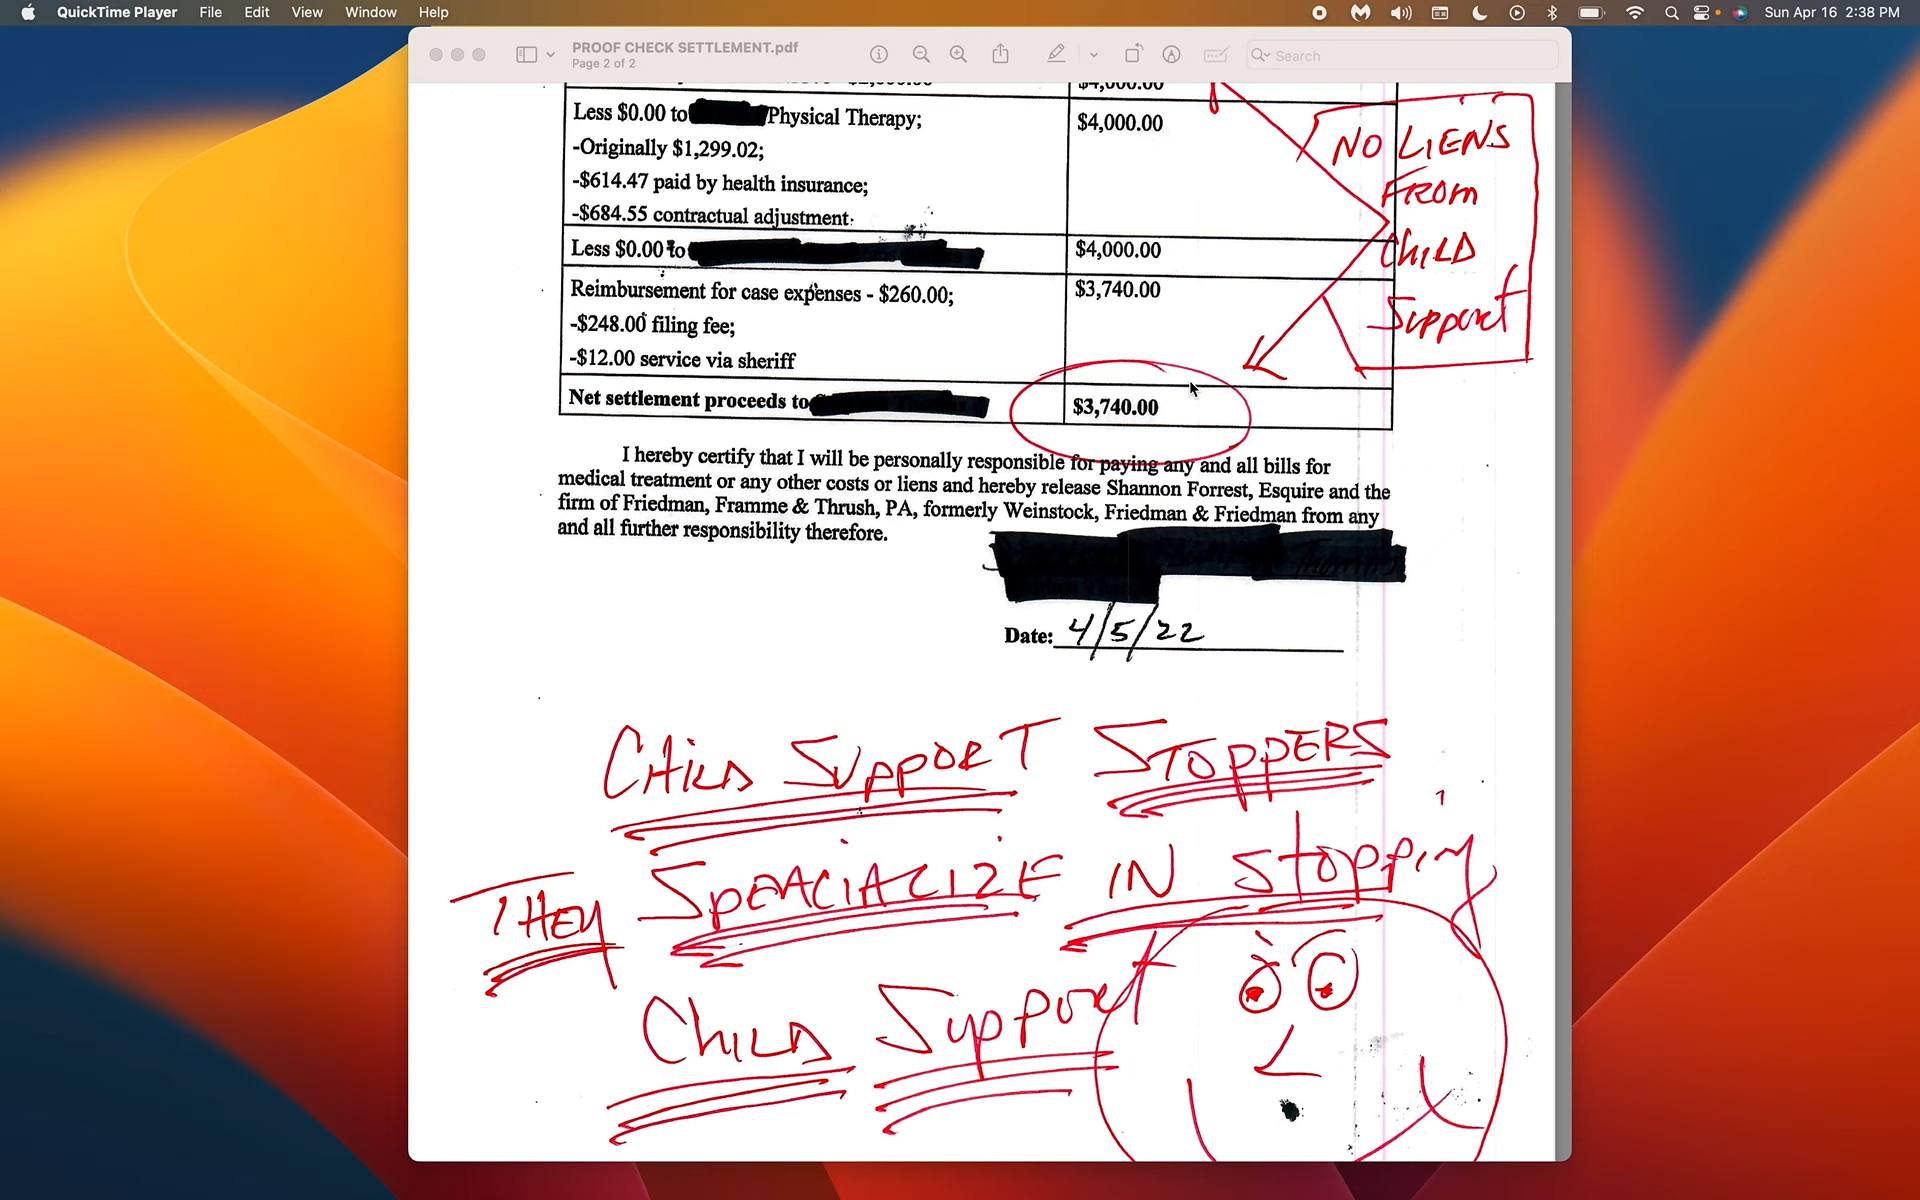 QuickTime Player File Edit View Window Help Sun Apr 16 2:38 PM
PROOF CHECK SETTLEMENT.pdf
Page 2 of 2
Search
$4,000.00
Less $0.00 to Physical Therapy; $4,000.00
-Originally $1,299.02;
-$614.47 paid by health insurance;
-$684.55 contractual adjustment.
Less $0.00 to $4,000.00
Reimbursement for case expenses - $260.00; $3,740.00
-$248.00 filing fee;
-$12.00 service via sheriff
Net settlement proceeds to $3,740.00
NO LIENS
FROM
CHILD
Support
I hereby certify that I will be personally responsible for paying any and all bills for
medical treatment or any other costs or liens and hereby release Shannon Forrest, Esquire and the
firm of Friedman, Framme & Thrush, PA, formerly Weinstock, Friedman & Friedman from any
and all further responsibility therefore.
Date: 4/5/22
CHILD SUPPORT STOPPERS
THEY SPEACIALIZE IN stopping
CHILD Support